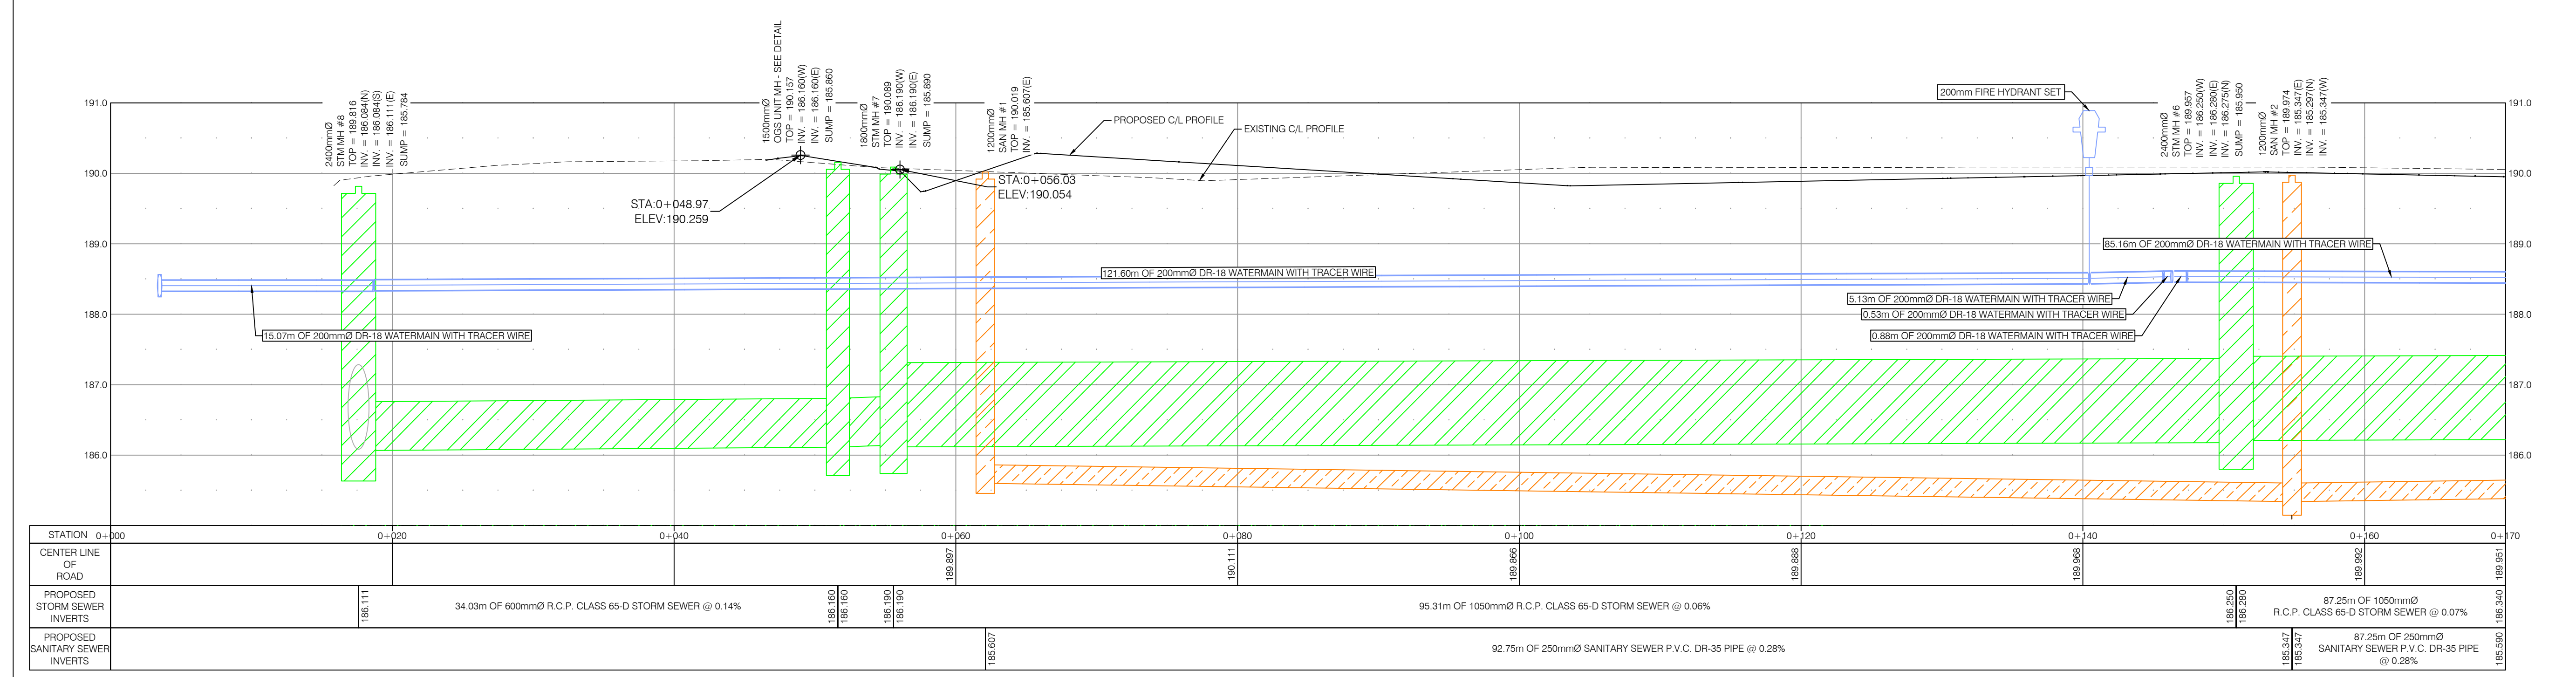 2400mmØ
STM MH #8
TOP = 189.816
INV. = 186.084(N)
INV. = 186.084(S)
INV. = 186.111(E)
SUMP = 185.784
1500mmØ
OGS UNIT MH - SEE DETAIL
TOP = 190.157
INV. = 186.160(W)
INV. = 186.160(E)
SUMP = 185.860
1800mmØ
STM MH #7
TOP = 190.089
INV. = 186.190(W)
INV. = 186.190(E)
SUMP = 185.890
1200mmØ
SAN MH #1
TOP = 190.019
INV. = 185.607(E)
PROPOSED C/L PROFILE
EXISTING C/L PROFILE
200mm FIRE HYDRANT SET
2400mmØ
STM MH #6
TOP = 189.957
INV. = 186.250(W)
INV. = 186.280(E)
INV. = 186.275(N)
SUMP = 185.950
1200mmØ
SAN MH #2
TOP = 189.974
INV. = 185.347(E)
INV. = 185.297(N)
INV. = 185.347(W)
191.0
191.0
190.0
190.0
STA:0+056.03
ELEV:190.054
STA:0+048.97
ELEV:190.259
189.0
189.0
85.16m OF 200mmØ DR-18 WATERMAIN WITH TRACER WIRE
121.60m OF 200mmØ DR-18 WATERMAIN WITH TRACER WIRE
5.13m OF 200mmØ DR-18 WATERMAIN WITH TRACER WIRE
188.0
0.53m OF 200mmØ DR-18 WATERMAIN WITH TRACER WIRE
188.0
15.07m OF 200mmØ DR-18 WATERMAIN WITH TRACER WIRE
0.88m OF 200mmØ DR-18 WATERMAIN WITH TRACER WIRE
187.0
187.0
186.0
186.0
STATION
0+000
0+020
0+040
0+060
0+080
0+100
0+120
0+140
0+160
0+170
CENTER LINE
OF
ROAD
189.897
190.111
189.866
189.888
189.968
189.992
189.951
PROPOSED
STORM SEWER
INVERTS
186.111
34.03m OF 600mmØ R.C.P. CLASS 65-D STORM SEWER @ 0.14%
186.160
186.160
186.190
186.190
95.31m OF 1050mmØ R.C.P. CLASS 65-D STORM SEWER @ 0.06%
186.250
186.280
87.25m OF 1050mmØ
R.C.P. CLASS 65-D STORM SEWER @ 0.07%
186.340
PROPOSED
SANITARY SEWER
INVERTS
185.607
92.75m OF 250mmØ SANITARY SEWER P.V.C. DR-35 PIPE @ 0.28%
185.347
185.347
87.25m OF 250mmØ
SANITARY SEWER P.V.C. DR-35 PIPE
@ 0.28%
185.590